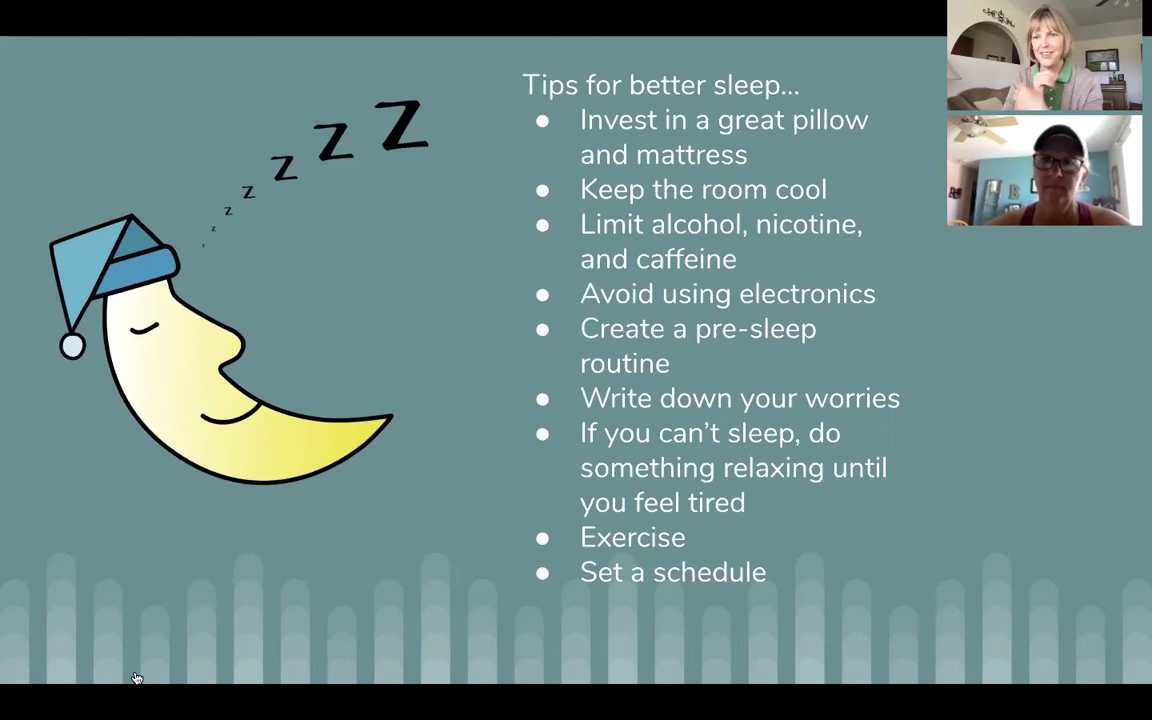 z z z z z z z
Tips for better sleep...
● Invest in a great pillow
and mattress
● Keep the room cool
● Limit alcohol, nicotine,
and caffeine
● Avoid using electronics
● Create a pre-sleep
routine
● Write down your worries
● If you can’t sleep, do
something relaxing until
you feel tired
● Exercise
● Set a schedule